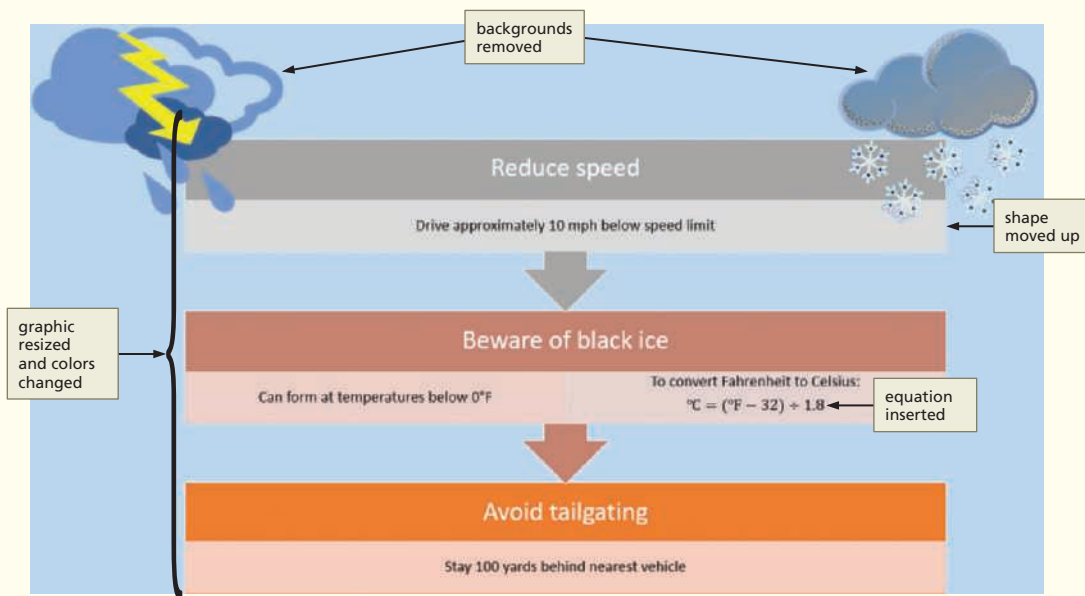 backgrounds
removed
Reduce speed
Drive approximately 10 mph below speed limit
shape
moved up
graphic
resized
and colors
changed
Beware of black ice
Can form at temperatures below 0°F
To convert Fahrenheit to Celsius:
°C = (°F − 32) ÷ 1.8
equation
inserted
Avoid tailgating
Stay 100 yards behind nearest vehicle